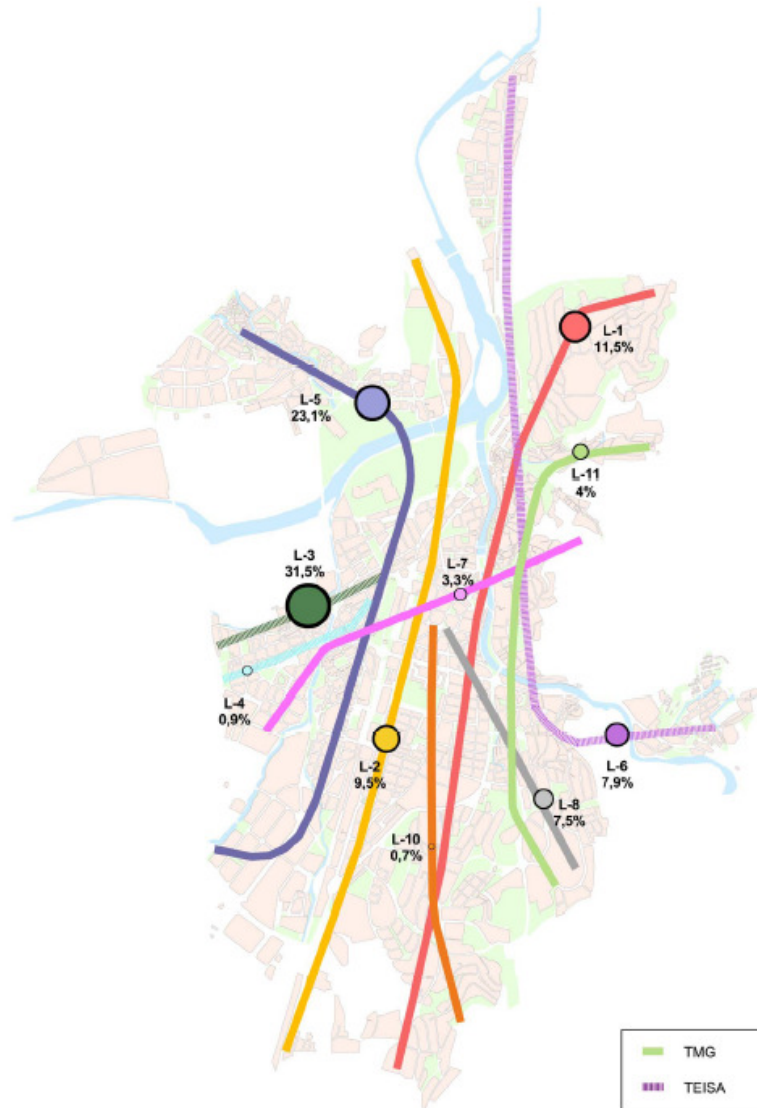 L-1
11,5%
L-5
23,1%
L-11
4%
L-3
31,5%
L-7
3,3%
L-4
0,9%
L-2
9,5%
L-6
7,9%
L-8
7,5%
L-10
0,7%
TMG
TEISA